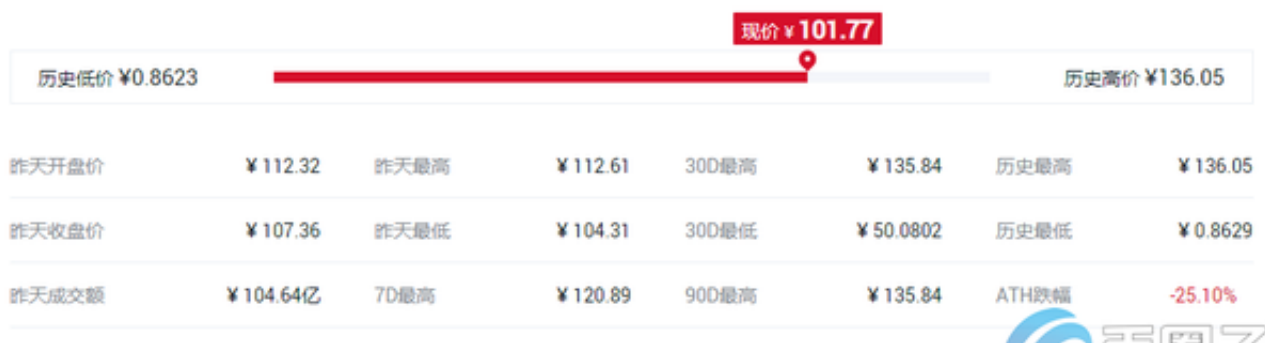 现价 ¥ 101.77
历史低价 ¥0.8623 历史高价 ¥136.05
昨天开盘价 ¥ 112.32 昨天最高 ¥ 112.61 30D最高 ¥ 135.84 历史最高 ¥ 136.05
昨天收盘价 ¥ 107.36 昨天最低 ¥ 104.31 30D最低 ¥ 50.0802 历史最低 ¥ 0.8629
昨天成交额 ¥ 104.64亿 7D最高 ¥ 120.89 90D最高 ¥ 135.84 ATH跌幅 -25.10%